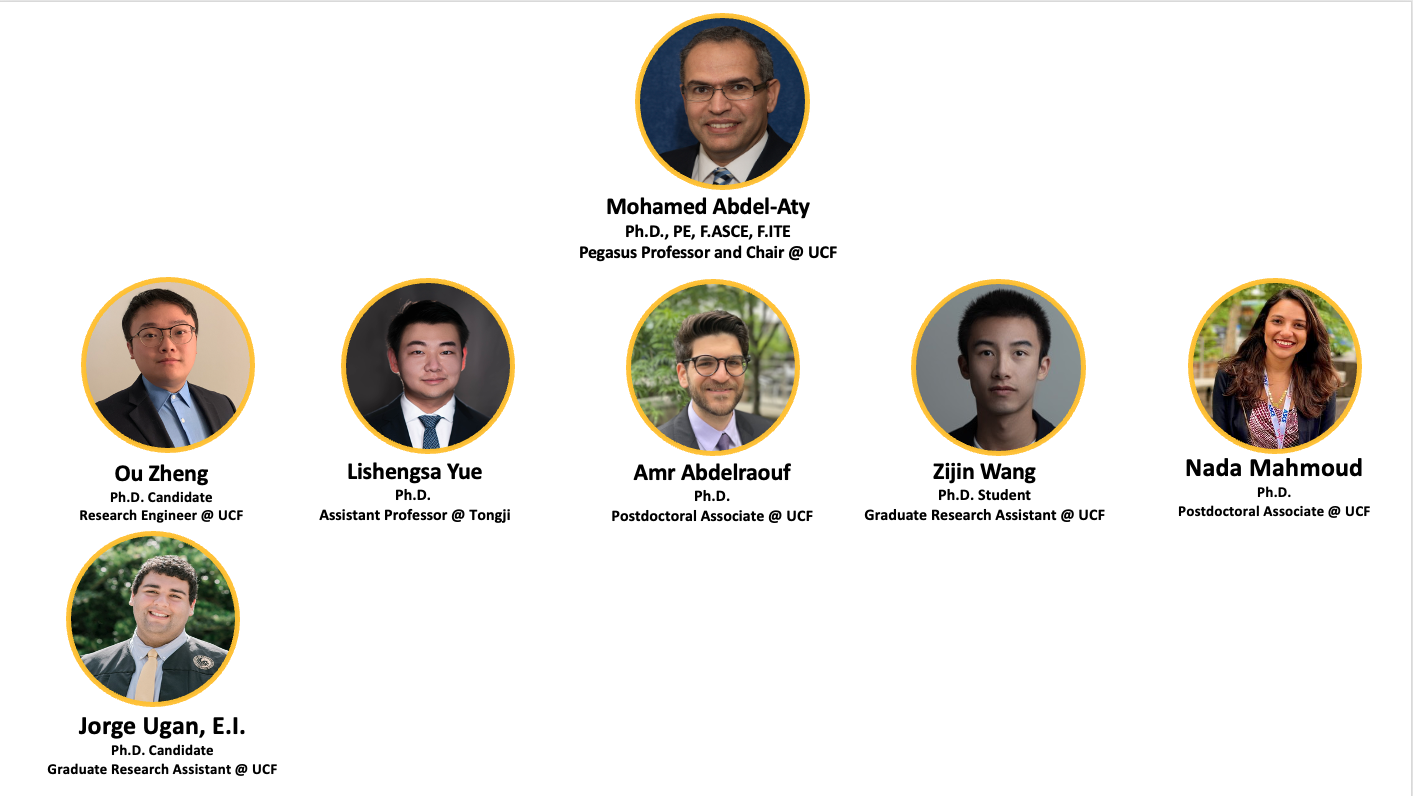 Mohamed Abdel-Aty
Ph.D., PE, F.ASCE, F.ITE
Pegasus Professor and Chair @ UCF
Ou Zheng
Ph.D. Candidate
Research Engineer @ UCF
Lishengsa Yue
Ph.D.
Assistant Professor @ Tongji
Amr Abdelraouf
Ph.D.
Postdoctoral Associate @ UCF
Zijin Wang
Ph.D. Student
Graduate Research Assistant @ UCF
Nada Mahmoud
Ph.D.
Postdoctoral Associate @ UCF
Jorge Ugan, E.I.
Ph.D. Candidate
Graduate Research Assistant @ UCF